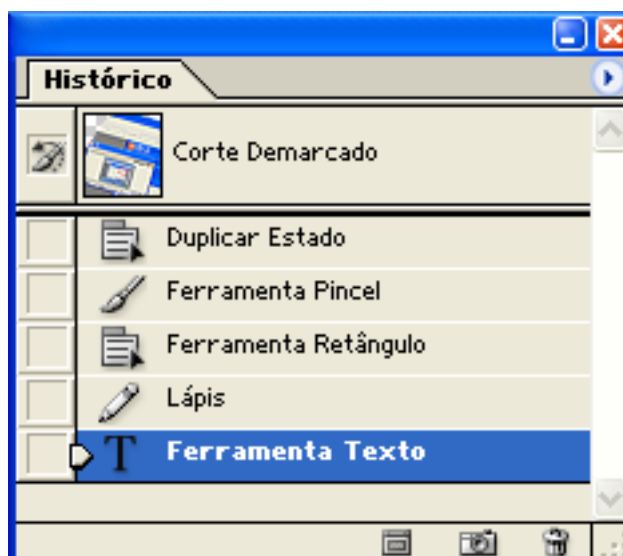 Histórico
Corte Demarcado
Duplicar Estado
Ferramenta Pincel
Ferramenta Retângulo
Lápis
Ferramenta Texto